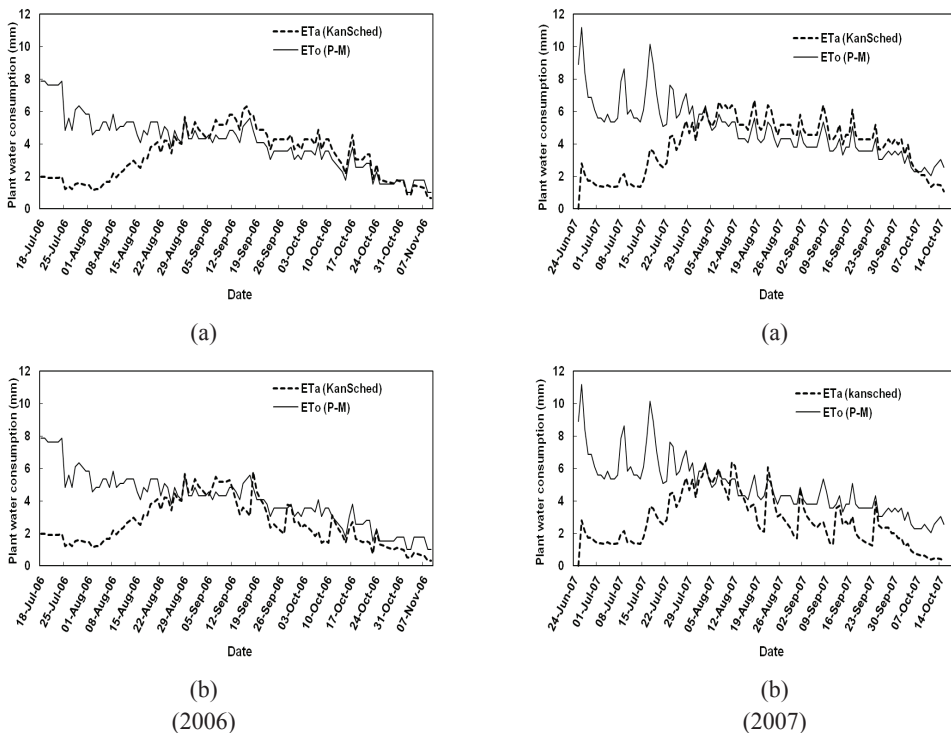 Plant water consumption (mm)
12
10
8
6
4
2
0
ETa (KanSched)
ETo (P-M)
18-Jul-06
25-Jul-06
01-Aug-06
08-Aug-06
15-Aug-06
22-Aug-06
29-Aug-06
05-Sep-06
12-Sep-06
19-Sep-06
26-Sep-06
03-Oct-06
10-Oct-06
17-Oct-06
24-Oct-06
31-Oct-06
07-Nov-06
Date
(a)
Plant water consumption (mm)
12
10
8
6
4
2
0
ETa (KanSched)
ETo (P-M)
24-Jun-07
01-Jul-07
08-Jul-07
15-Jul-07
22-Jul-07
29-Jul-07
05-Aug-07
12-Aug-07
19-Aug-07
26-Aug-07
02-Sep-07
09-Sep-07
16-Sep-07
23-Sep-07
30-Sep-07
07-Oct-07
14-Oct-07
Date
(a)
Plant water consumption (mm)
12
10
8
6
4
2
0
ETa (KanSched)
ETo (P-M)
18-Jul-06
25-Jul-06
01-Aug-06
08-Aug-06
15-Aug-06
22-Aug-06
29-Aug-06
05-Sep-06
12-Sep-06
19-Sep-06
26-Sep-06
03-Oct-06
10-Oct-06
17-Oct-06
24-Oct-06
31-Oct-06
07-Nov-06
Date
(b)
(2006)
Plant water consumption (mm)
12
10
8
6
4
2
0
ETa (kansched)
ETo (P-M)
24-Jun-07
01-Jul-07
08-Jul-07
15-Jul-07
22-Jul-07
29-Jul-07
05-Aug-07
12-Aug-07
19-Aug-07
26-Aug-07
02-Sep-07
09-Sep-07
16-Sep-07
23-Sep-07
30-Sep-07
07-Oct-07
14-Oct-07
Date
(b)
(2007)